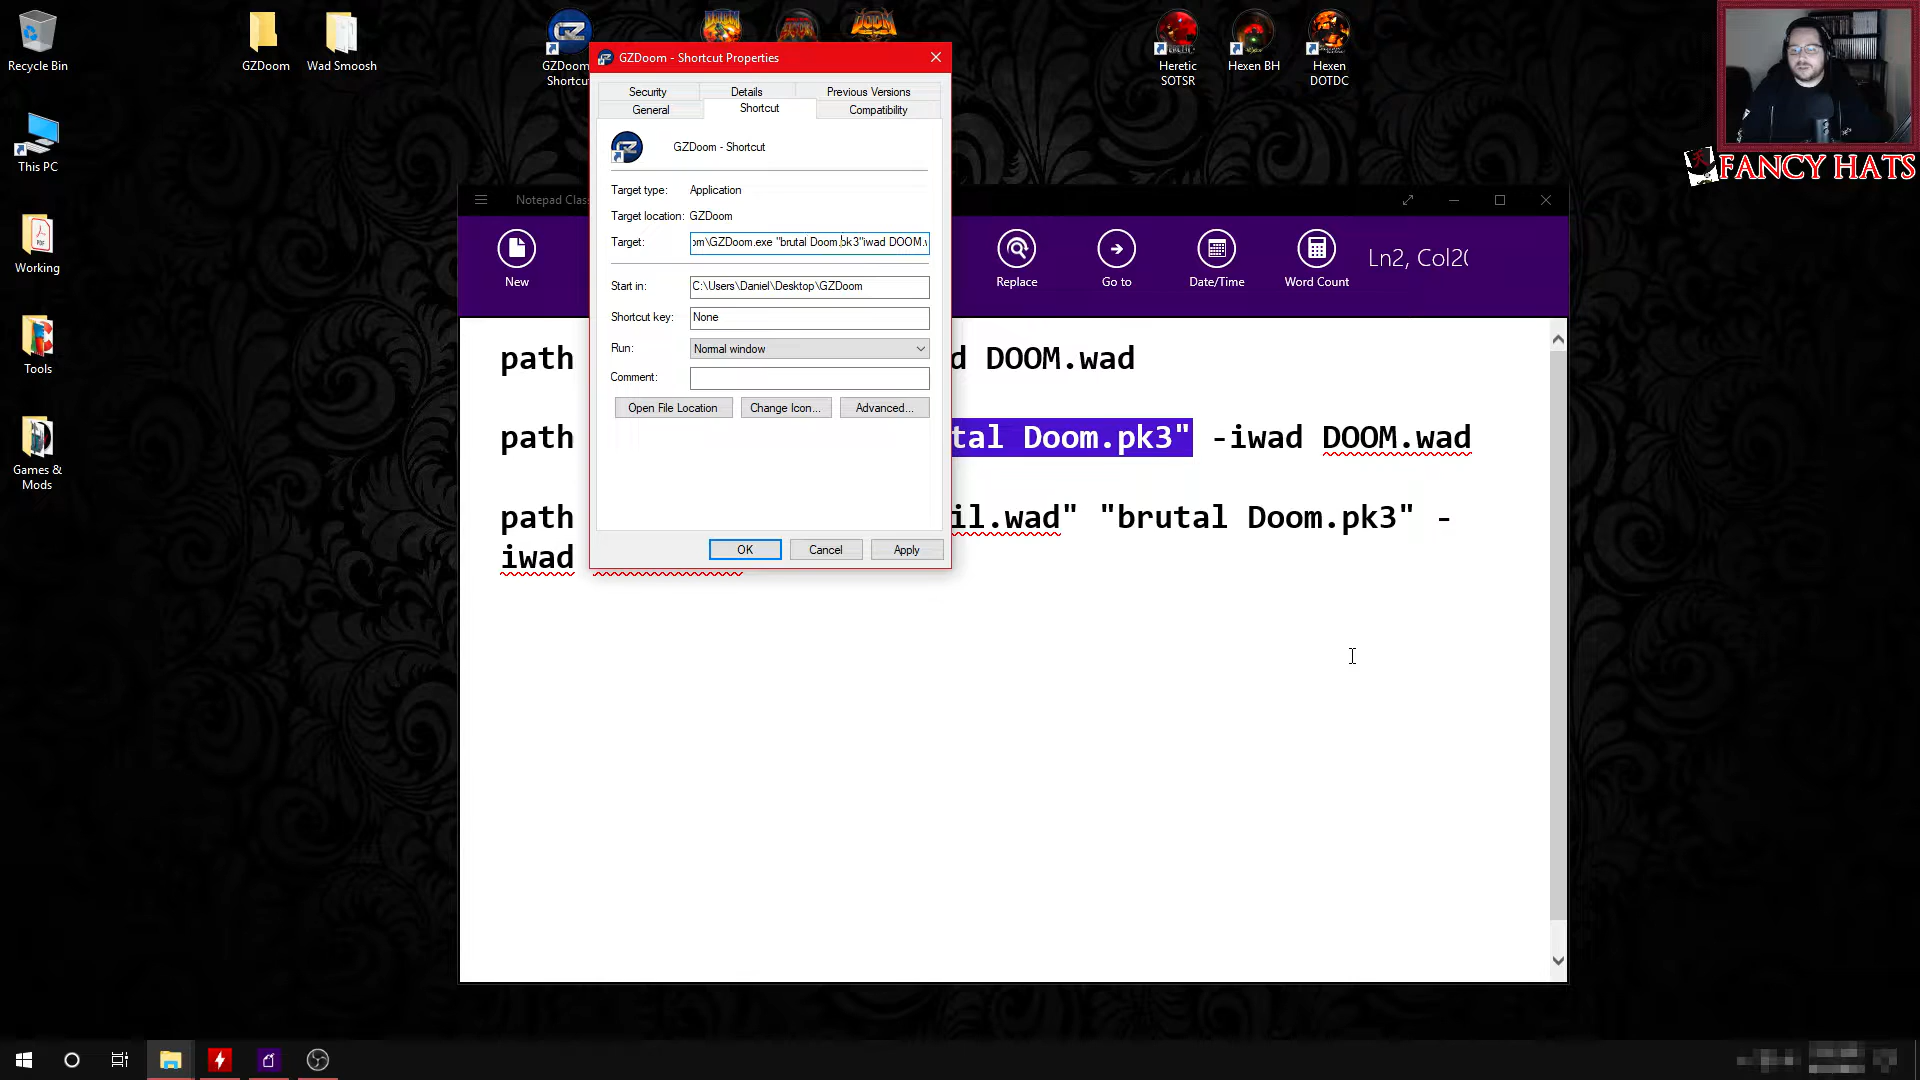 Recycle Bin
GZDoom
Wad Smoosh
GZDoom
Shortcut
Heretic
SOTSR
Hexen BH
Hexen
DOTDC
FANCY HATS
This PC
Working
Tools
Games &
Mods
GZDoom - Shortcut Properties
Security
Details
Previous Versions
General
Shortcut
Compatibility
GZDoom - Shortcut
Target type:
Application
Target location:
GZDoom
Target:
om\GZDoom.exe "brutal Doom.pk3"iwad DOOM.w
Start in:
C:\Users\Daniel\Desktop\GZDoom
Shortcut key:
None
Run:
Normal window
Comment:
Open File Location
Change Icon...
Advanced...
OK
Cancel
Apply
Notepad Clas
New
Replace
Go to
Date/Time
Word Count
Ln2, Col20
path
d DOOM.wad
path
tal Doom.pk3" -iwad DOOM.wad
path
il.wad" "brutal Doom.pk3" -
iwad